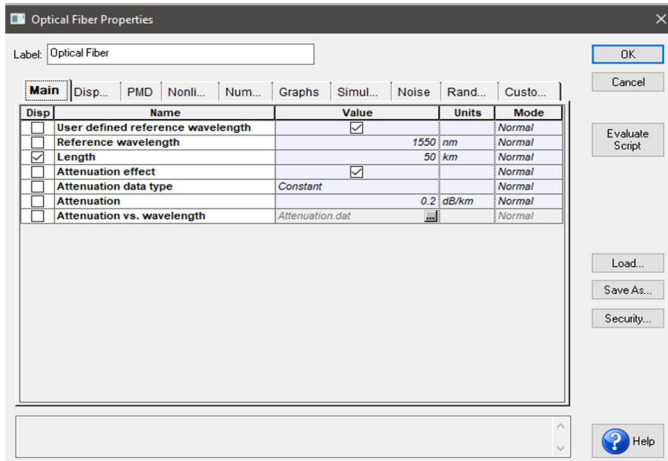 Optical Fiber Properties
Label: Optical Fiber
OK
Cancel
Evaluate
Script
Load...
Save As...
Security...
Help
Main Disp... PMD Nonli... Num... Graphs Simul... Noise Rand... Custo...
Disp Name Value Units Mode
User defined reference wavelength Normal
Reference wavelength 1550 nm Normal
Length 50 km Normal
Attenuation effect Normal
Attenuation data type Constant Normal
Attenuation 0.2 dB/km Normal
Attenuation vs. wavelength Attenuation.dat ... Normal